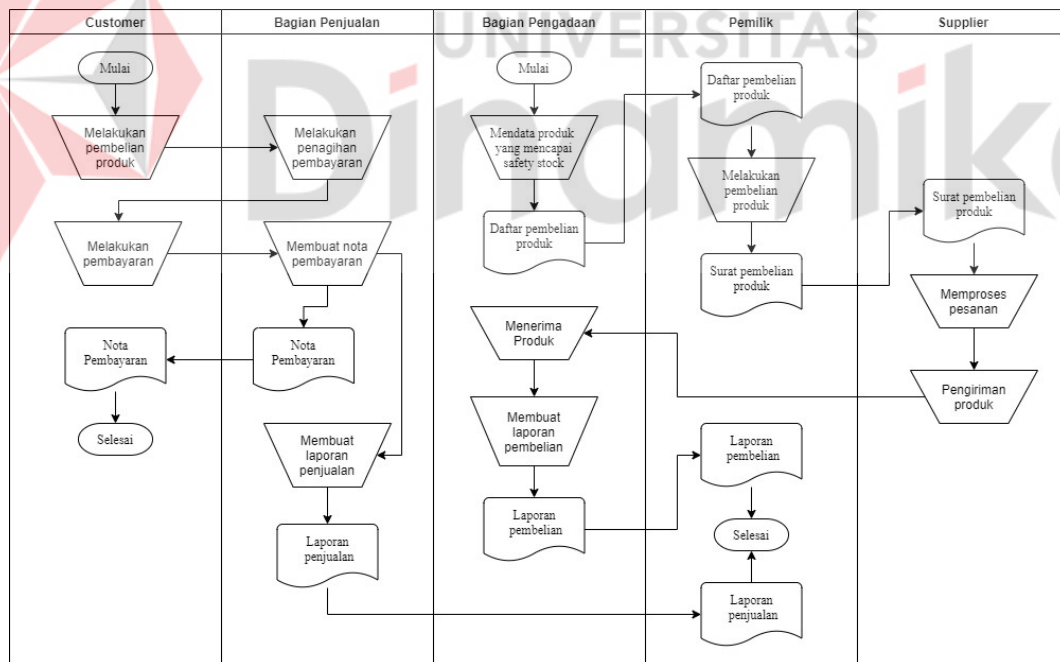 Customer
Bagian Penjualan
Bagian Pengadaan
Pemilik
Supplier
UNIVERSITAS
Dinamika
Mulai
Melakukan
pembelian
produk
Melakukan
penagihan
pembayaran
Melakukan
pembayaran
Membuat nota
pembayaran
Nota
Pembayaran
Nota
Pembayaran
Selesai
Membuat
laporan
penjualan
Laporan
penjualan
Mulai
Mendata produk
yang mencapai
safety stock
Daftar pembelian
produk
Daftar pembelian
produk
Melakukan
pembelian
produk
Surat pembelian
produk
Surat pembelian
produk
Memproses
pesanan
Pengiriman
produk
Menerima
Produk
Membuat
laporan
pembelian
Laporan
pembelian
Laporan
pembelian
Selesai
Laporan
penjualan